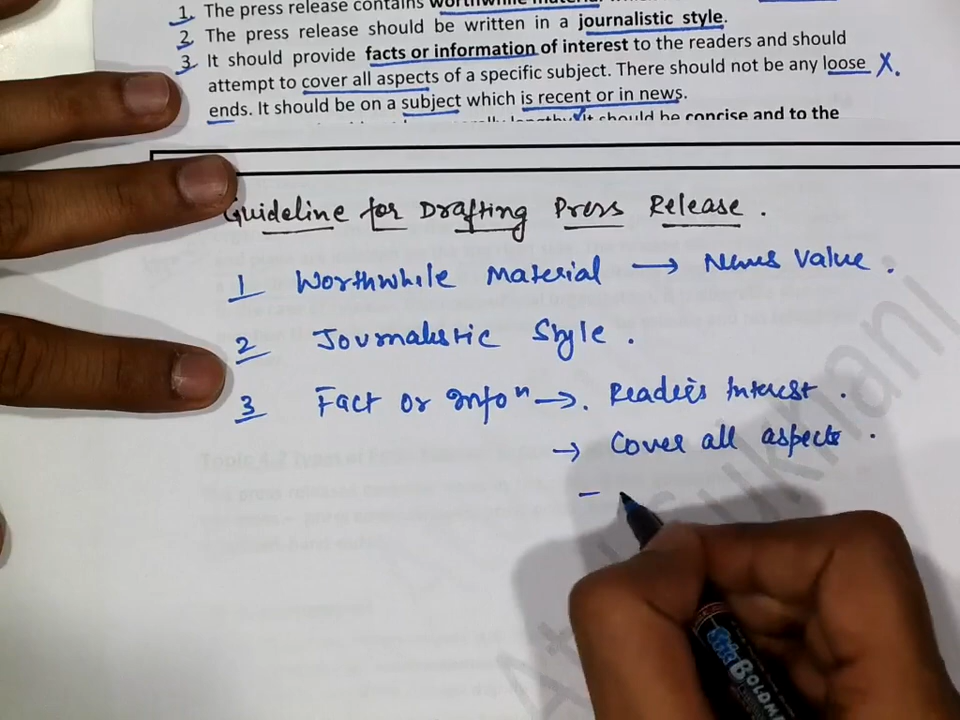 1. The press release contains worthwhile material
2. The press release should be written in a journalistic style.
3. It should provide facts or information of interest to the readers and should
attempt to cover all aspects of a specific subject. There should not be any loose X.
ends. It should be on a subject which is recent or in news.
it should be concise and to the
Guideline for Drafting Press Release.
1 Worthwhile Material → News Value.
2 Journalistic Style.
3 Fact or Infoⁿ →. Reader's Interest.
→ Cover all aspects.
-